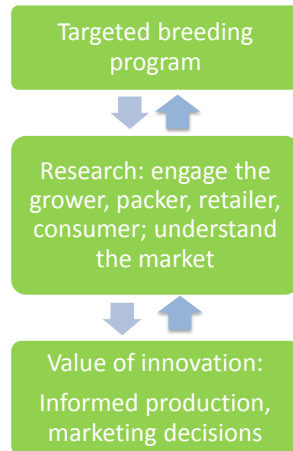 Targeted breeding
program
Research: engage the
grower, packer, retailer,
consumer; understand
the market
Value of innovation:
Informed production,
marketing decisions